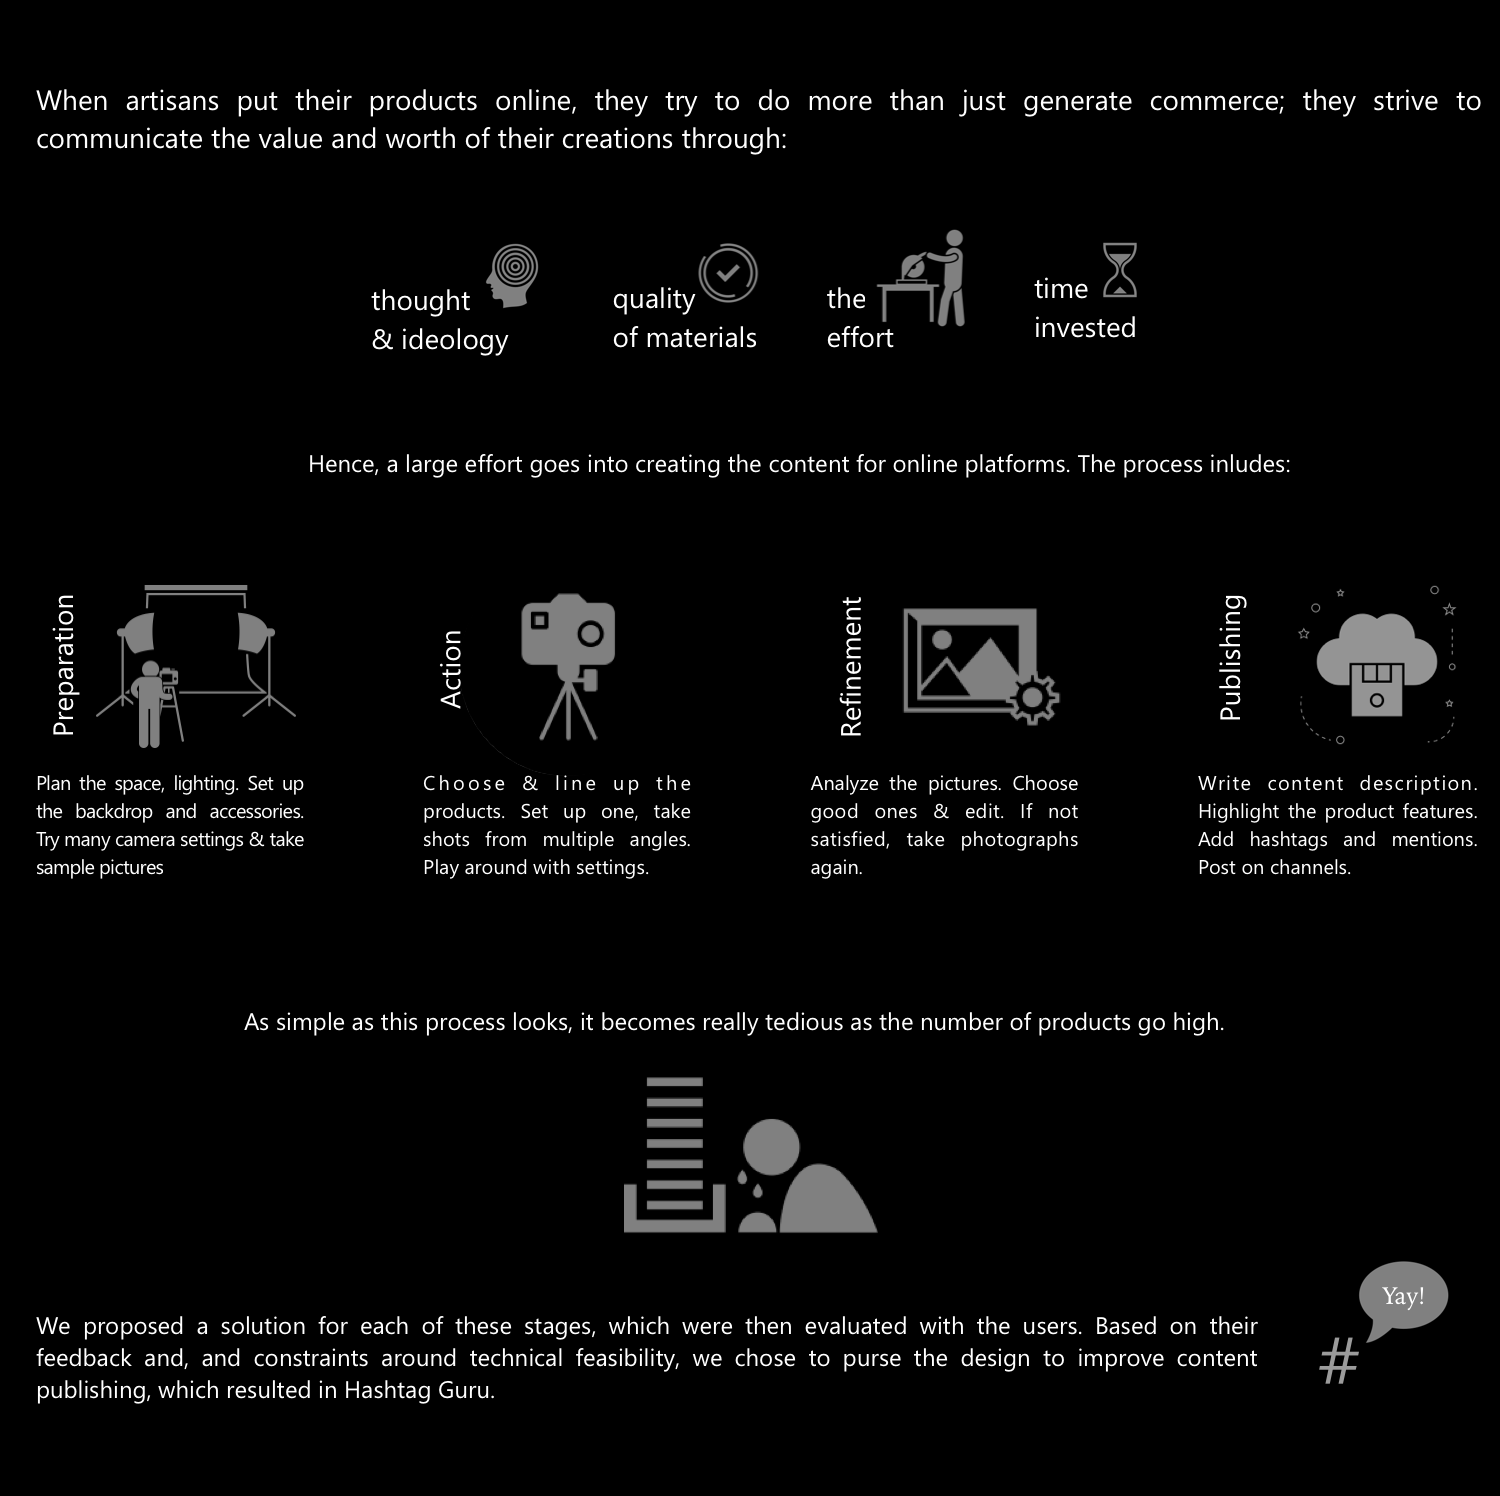 When artisans put their products online, they try to do more than just generate commerce; they strive to
communicate the value and worth of their creations through:
thought
& ideology
quality
of materials
the
effort
time
invested
Hence, a large effort goes into creating the content for online platforms. The process inludes:
Preparation
Plan the space, lighting. Set up
the backdrop and accessories.
Try many camera settings & take
sample pictures
Action
Choose & line up the
products. Set up one, take
shots from multiple angles.
Play around with settings.
Refinement
Analyze the pictures. Choose
good ones & edit. If not
satisfied, take photographs
again.
Publishing
Write content description.
Highlight the product features.
Add hashtags and mentions.
Post on channels.
As simple as this process looks, it becomes really tedious as the number of products go high.
We proposed a solution for each of these stages, which were then evaluated with the users. Based on their
feedback and, and constraints around technical feasibility, we chose to purse the design to improve content
publishing, which resulted in Hashtag Guru.
Yay!
#